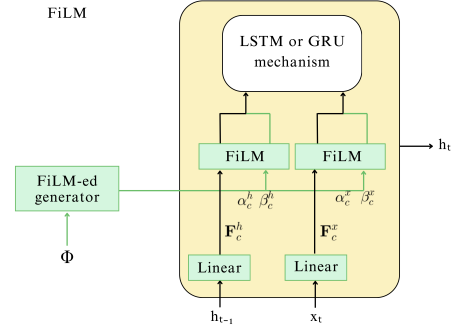 FiLM
LSTM or GRU
mechanism
FiLM
FiLM
h_t
FiLM-ed
generator
α_c^h β_c^h
α_c^x β_c^x
F_c^h
F_c^x
Φ
Linear
Linear
h_{t-1}
x_t